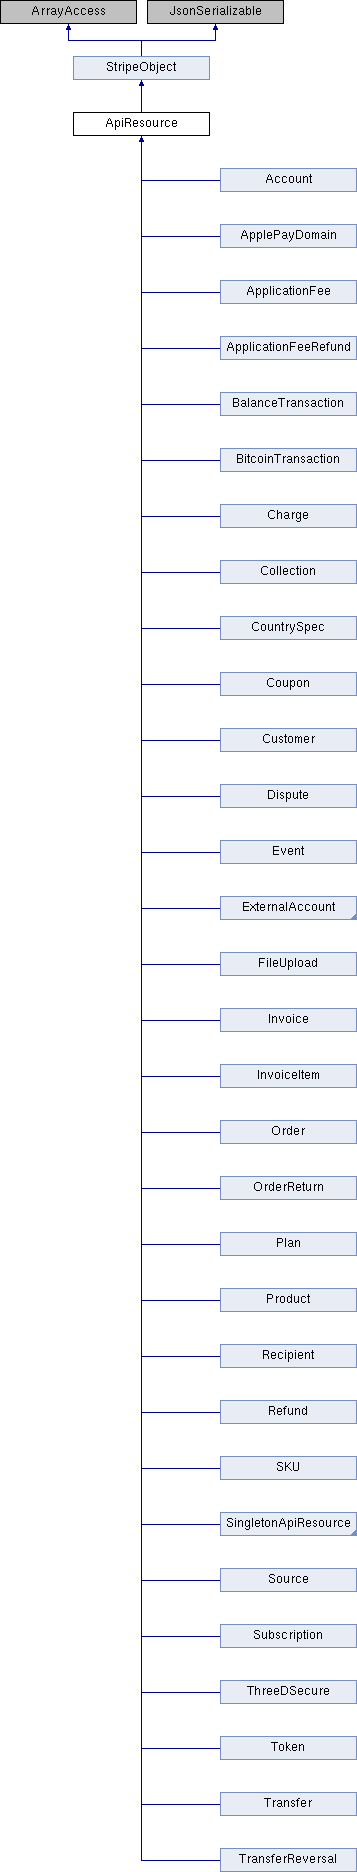 ArrayAccess
JsonSerializable
StripeObject
ApiResource
Account
ApplePayDomain
ApplicationFee
ApplicationFeeRefund
BalanceTransaction
BitcoinTransaction
Charge
Collection
CountrySpec
Coupon
Customer
Dispute
Event
ExternalAccount
FileUpload
Invoice
InvoiceItem
Order
OrderReturn
Plan
Product
Recipient
Refund
SKU
SingletonApiResource
Source
Subscription
ThreeDSecure
Token
Transfer
TransferReversal